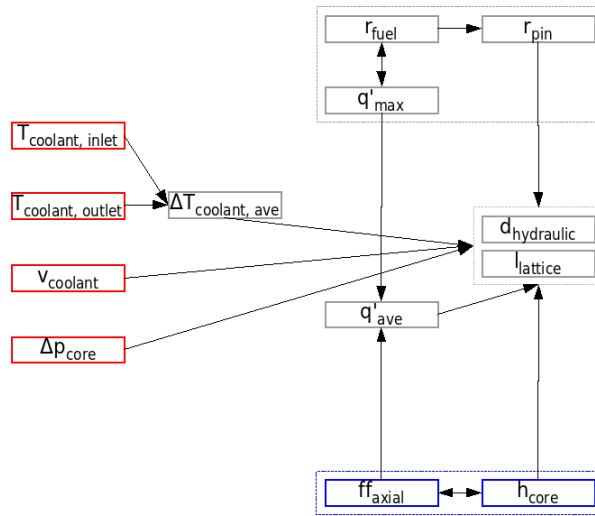 r_fuel
r_pin
q'_max
T_coolant, inlet
T_coolant, outlet
ΔT_coolant, ave
d_hydraulic
v_coolant
l_lattice
q'_ave
Δp_core
ff_axial
h_core